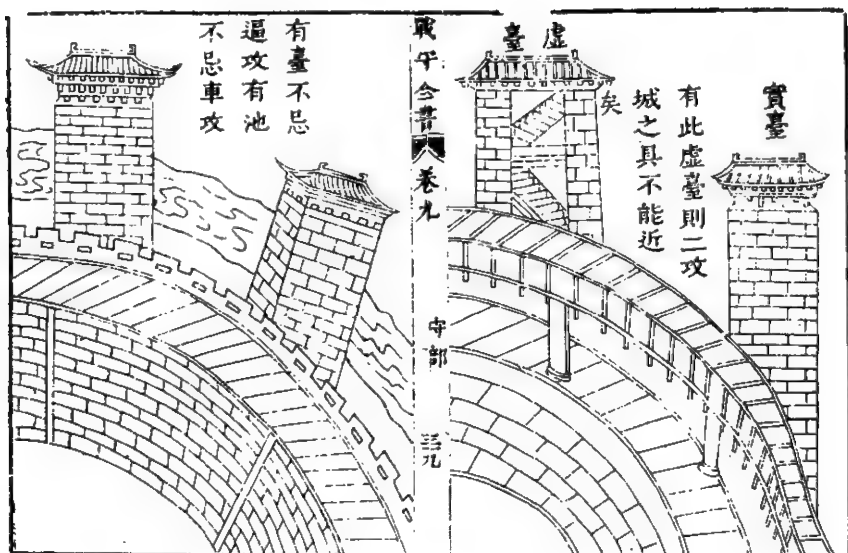 實臺
有此虛臺則二攻
城之具不能近
矣
虛臺
戰守全書 卷九 守部
有臺不忌
逼攻有池
不忌車攻